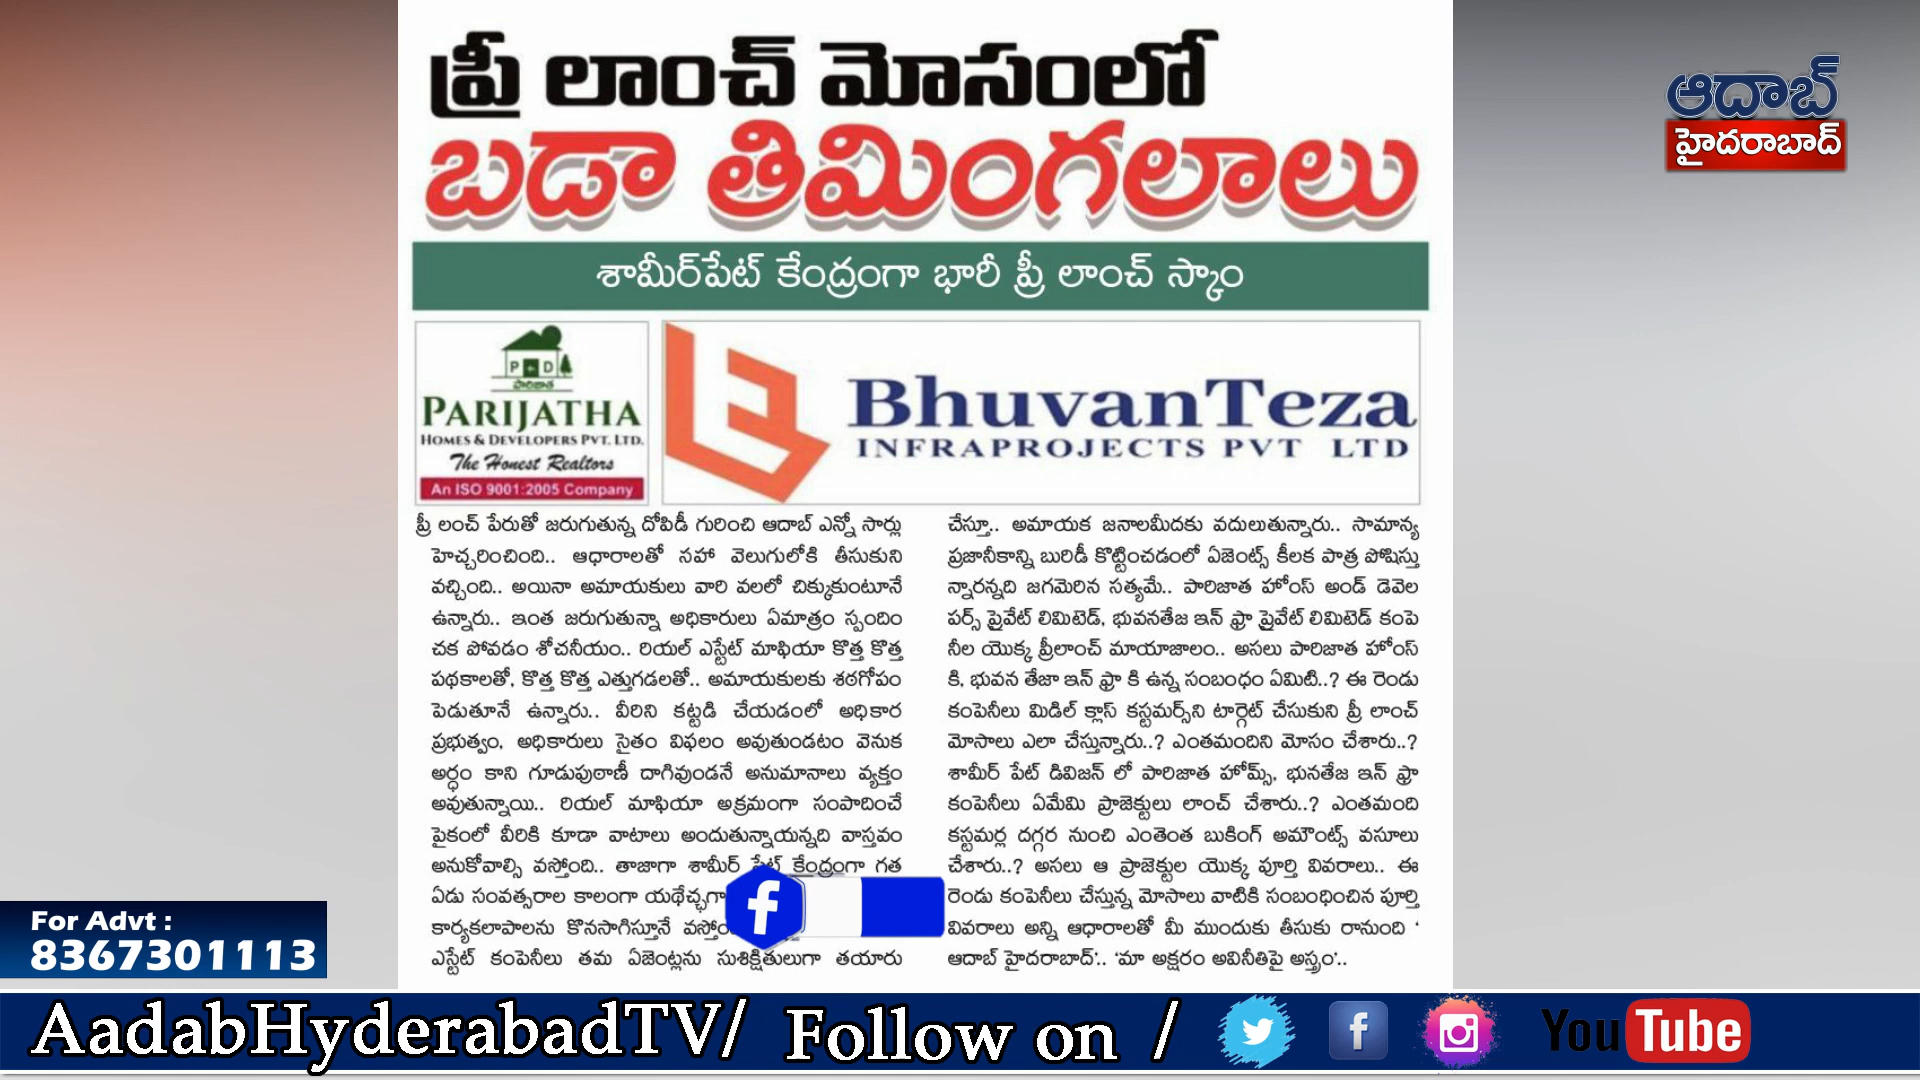 ప్రీ లాంచ్ మోసంలో
బడా తిమింగలాలు
ఆదాబ్
హైదరాబాద్
శామీర్‌పేట్ కేంద్రంగా భారీ ప్రీ లాంచ్ స్కాం
P D
పారిజాత
PARIJATHA
HOMES & DEVELOPERS PVT. LTD.
The Honest Realtors
An ISO 9001:2005 Company
BhuvanTeza
INFRAPROJECTS PVT LTD
ప్రీ లంచ్ పేరుతో జరుగుతున్న దోపిడీ గురించి ఆదాబ్ ఎన్నో సార్లు
హెచ్చరించింది.. ఆధారాలతో సహా వెలుగులోకి తీసుకుని
వచ్చింది.. అయినా అమాయకులు వారి వలలో చిక్కుకుంటూనే
ఉన్నారు.. ఇంత జరుగుతున్నా అధికారులు ఏమాత్రం స్పందిం
చక పోవడం శోచనీయం.. రియల్ ఎస్టేట్ మాఫియా కొత్త కొత్త
పథకాలతో, కొత్త కొత్త ఎత్తుగడలతో.. అమాయకులకు శఠగోపం
పెడుతూనే ఉన్నారు.. వీరిని కట్టడి చేయడంలో అధికార
ప్రభుత్వం, అధికారులు సైతం విఫలం అవుతుండటం వెనుక
అర్ధం కాని గూడుపుఠాణీ దాగివుండనే అనుమానాలు వ్యక్తం
అవుతున్నాయి.. రియల్ మాఫియా అక్రమంగా సంపాదించే
పైకంలో వీరికి కూడా వాటాలు అందుతున్నాయన్నది వాస్తవం
అనుకోవాల్సి వస్తోంది.. తాజాగా శామీర్ పేట్ కేంద్రంగా గత
ఏడు సంవత్సరాల కాలంగా యథేచ్ఛగా
కార్యకలాపాలను కొనసాగిస్తూనే
ఎస్టేట్ కంపెనీలు తమ ఏజెంట్లను సుశిక్షితులుగా తయారు
చేస్తూ.. అమాయక జనాలమీదకు వదులుతున్నారు.. సామాన్య
ప్రజానీకాన్ని బురిడీ కొట్టించడంలో ఏజెంట్స్ కీలక పాత్ర పోషిస్తు
న్నారన్నది జగమెరిన సత్యమే.. పారిజాత హోంస్ అండ్ డెవెల
పర్స్ ప్రైవేట్ లిమిటెడ్, భువనతేజ ఇన్ ఫ్రా ప్రైవేట్ లిమిటెడ్ కంపె
నీల యొక్క ప్రీలాంచ్ మాయాజాలం.. అసలు పారిజాత హోంస్
కి, భువన తేజా ఇన్ ఫ్రా కి ఉన్న సంబంధం ఏమిటి..? ఈ రెండు
కంపెనీలు మిడిల్ క్లాస్ కస్టమర్స్‌ని టార్గెట్ చేసుకుని ప్రీ లాంచ్
మోసాలు ఎలా చేస్తున్నారు..? ఎంతమందిని మోసం చేశారు..?
శామీర్ పేట్ డివిజన్ లో పారిజాత హోమ్స్, భునతేజ ఇన్ ఫ్రా
కంపెనీలు ఏమేమి ప్రాజెక్టులు లాంచ్ చేశారు..? ఎంతమంది
కస్టమర్ల దగ్గర నుంచి ఎంతెంత బుకింగ్ అమౌంట్స్ వసూలు
చేశారు..? అసలు ఆ ప్రాజెక్టుల యొక్క పూర్తి వివరాలు.. ఈ
రెండు కంపెనీలు చేస్తున్న మోసాలు వాటికి సంబంధించిన పూర్తి
వివరాలు అన్ని ఆధారాలతో మీ ముందుకు తీసుకు రానుంది '
ఆదాబ్ హైదరాబాద్'.. 'మా అక్షరం అవినీతిపై అస్త్రం'..
For Advt :
8367301113
AadabHyderabadTV/ Follow on / YouTube